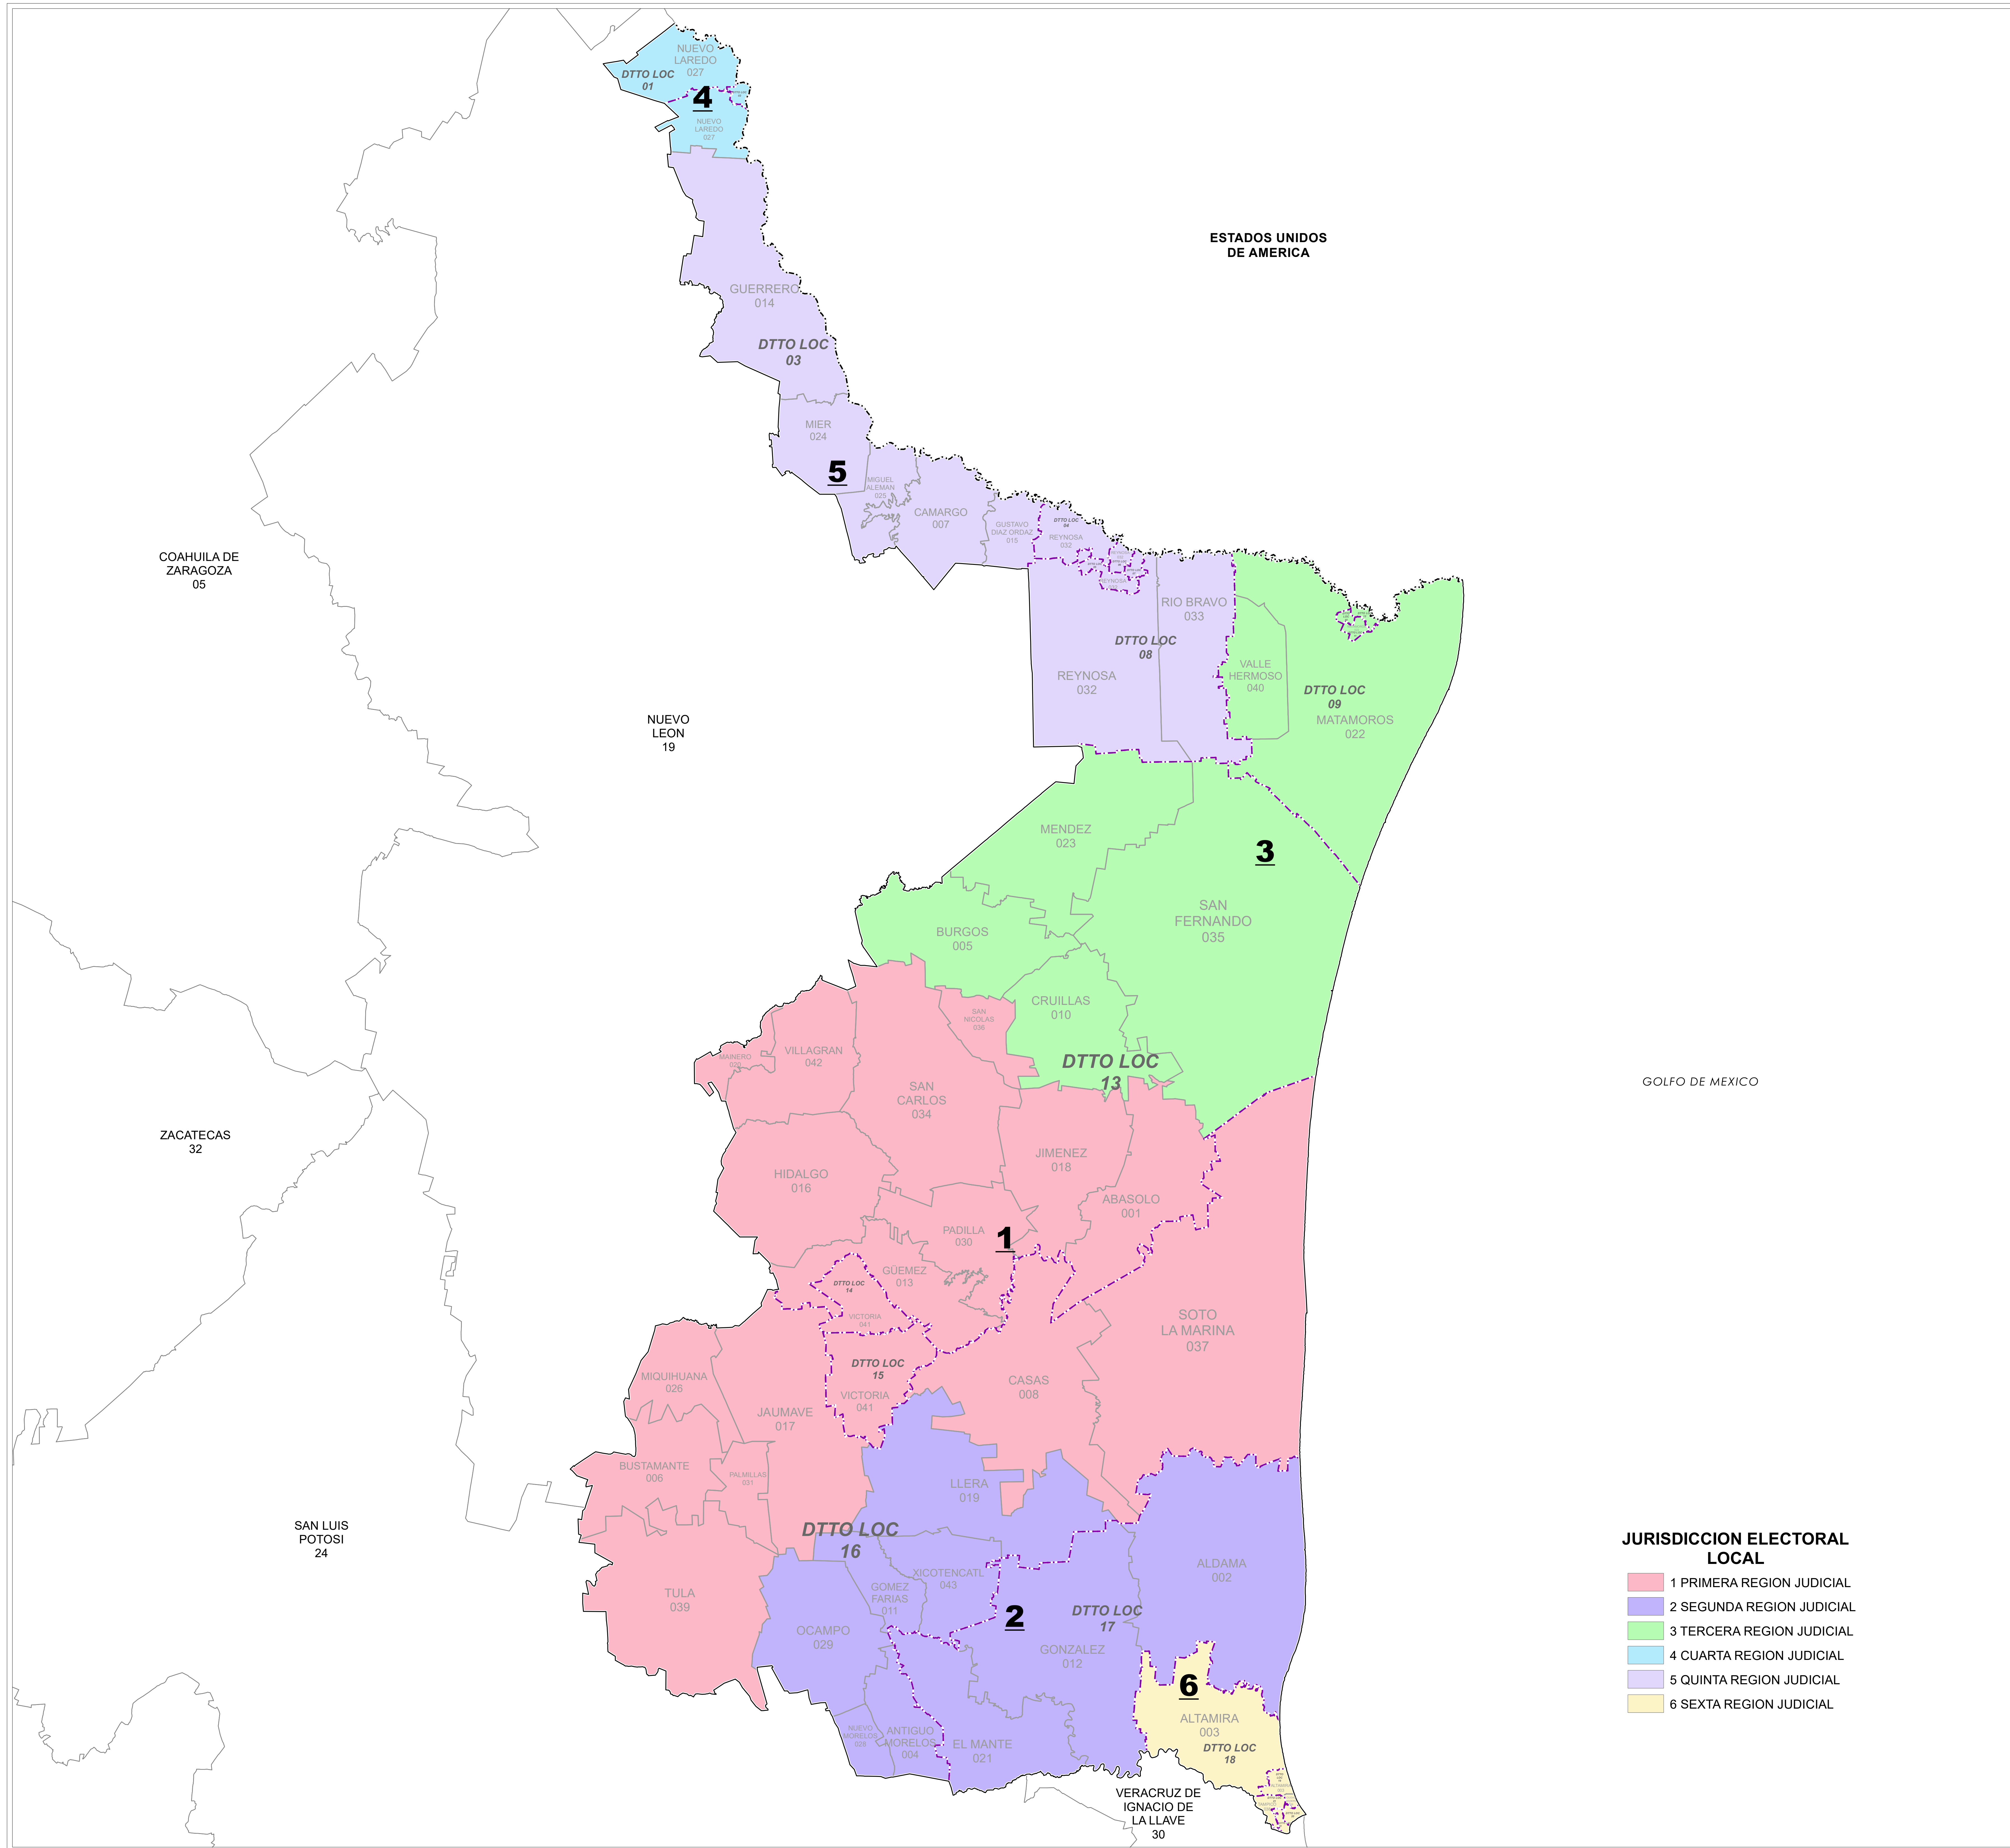 NUEVO
LAREDO
027
DTTO LOC
01
4
NUEVO
LAREDO
027
ESTADOS UNIDOS
DE AMERICA
GUERRERO
014
DTTO LOC
03
MIER
024
5
MIGUEL
ALEMAN
025
CAMARGO
007
GUSTAVO
DIAZ ORDAZ
015
DTTO LOC
04
REYNOSA
032
REYNOSA
COAHUILA DE
ZARAGOZA
05
RIO BRAVO
033
DTTO LOC
08
REYNOSA
032
VALLE
HERMOSO
040
DTTO LOC
09
MATAMOROS
022
NUEVO
LEON
19
MENDEZ
023
3
SAN
FERNANDO
035
BURGOS
005
CRUILLAS
010
SAN
NICOLAS
036
DTTO LOC
13
MAINERO
020
VILLAGRAN
042
SAN
CARLOS
034
GOLFO DE MEXICO
ZACATECAS
32
HIDALGO
016
JIMENEZ
018
ABASOLO
001
PADILLA
030
1
GÜEMEZ
013
DTTO LOC
14
VICTORIA
041
SOTO
LA MARINA
037
DTTO LOC
15
VICTORIA
041
CASAS
008
MIQUIHUANA
026
JAUMAVE
017
BUSTAMANTE
006
PALMILLAS
031
LLERA
019
SAN LUIS
POTOSI
24
DTTO LOC
16
TULA
039
XICOTENCATL
043
GOMEZ
FARIAS
011
OCAMPO
029
2
DTTO LOC
17
GONZALEZ
012
ALDAMA
002
6
ALTAMIRA
003
DTTO LOC
18
NUEVO
MORELOS
028
ANTIGUO
MORELOS
004
EL MANTE
021
ALTAMIRA
VERACRUZ DE
IGNACIO DE
LA LLAVE
30
JURISDICCION ELECTORAL
LOCAL
1 PRIMERA REGION JUDICIAL
2 SEGUNDA REGION JUDICIAL
3 TERCERA REGION JUDICIAL
4 CUARTA REGION JUDICIAL
5 QUINTA REGION JUDICIAL
6 SEXTA REGION JUDICIAL